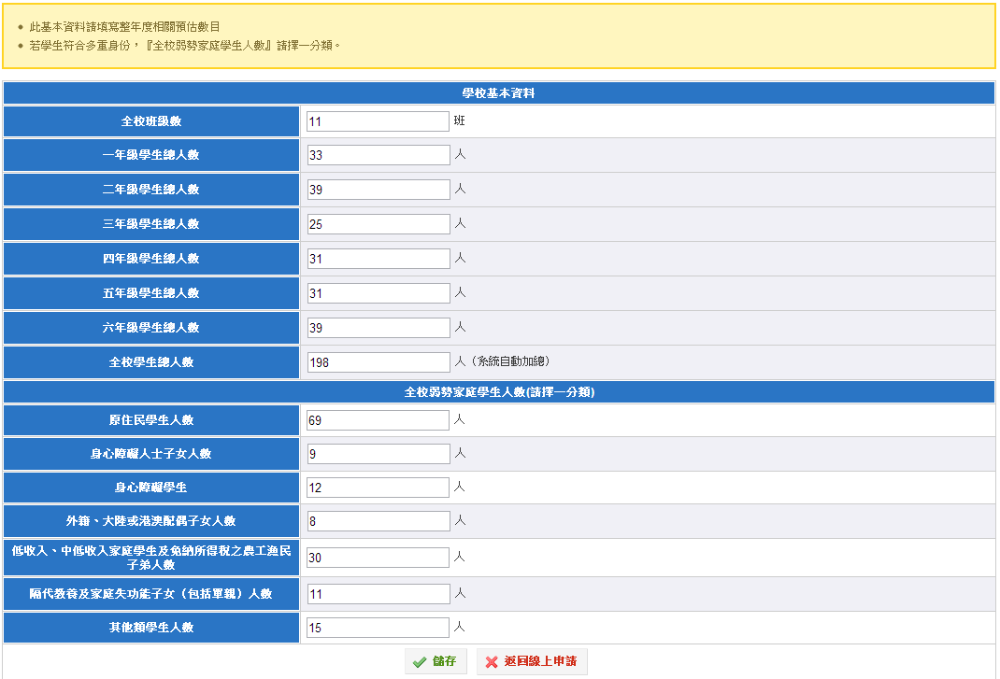 此基本資料請填寫整年度相關預估數目
若學生符合多重身份，『全校弱勢家庭學生人數』請擇一分類。
學校基本資料
全校班級數 11 班
一年級學生總人數 33 人
二年級學生總人數 39 人
三年級學生總人數 25 人
四年級學生總人數 31 人
五年級學生總人數 31 人
六年級學生總人數 39 人
全校學生總人數 198 人（系統自動加總）
全校弱勢家庭學生人數(請擇一分類)
原住民學生人數 69 人
身心障礙人士子女人數 9 人
身心障礙學生 12 人
外籍、大陸或港澳配偶子女人數 8 人
低收入、中低收入家庭學生及免納所得稅之農工漁民
子弟人數 30 人
隔代教養及家庭失功能子女（包括單親）人數 11 人
其他類學生人數 15 人
儲存 返回線上申請